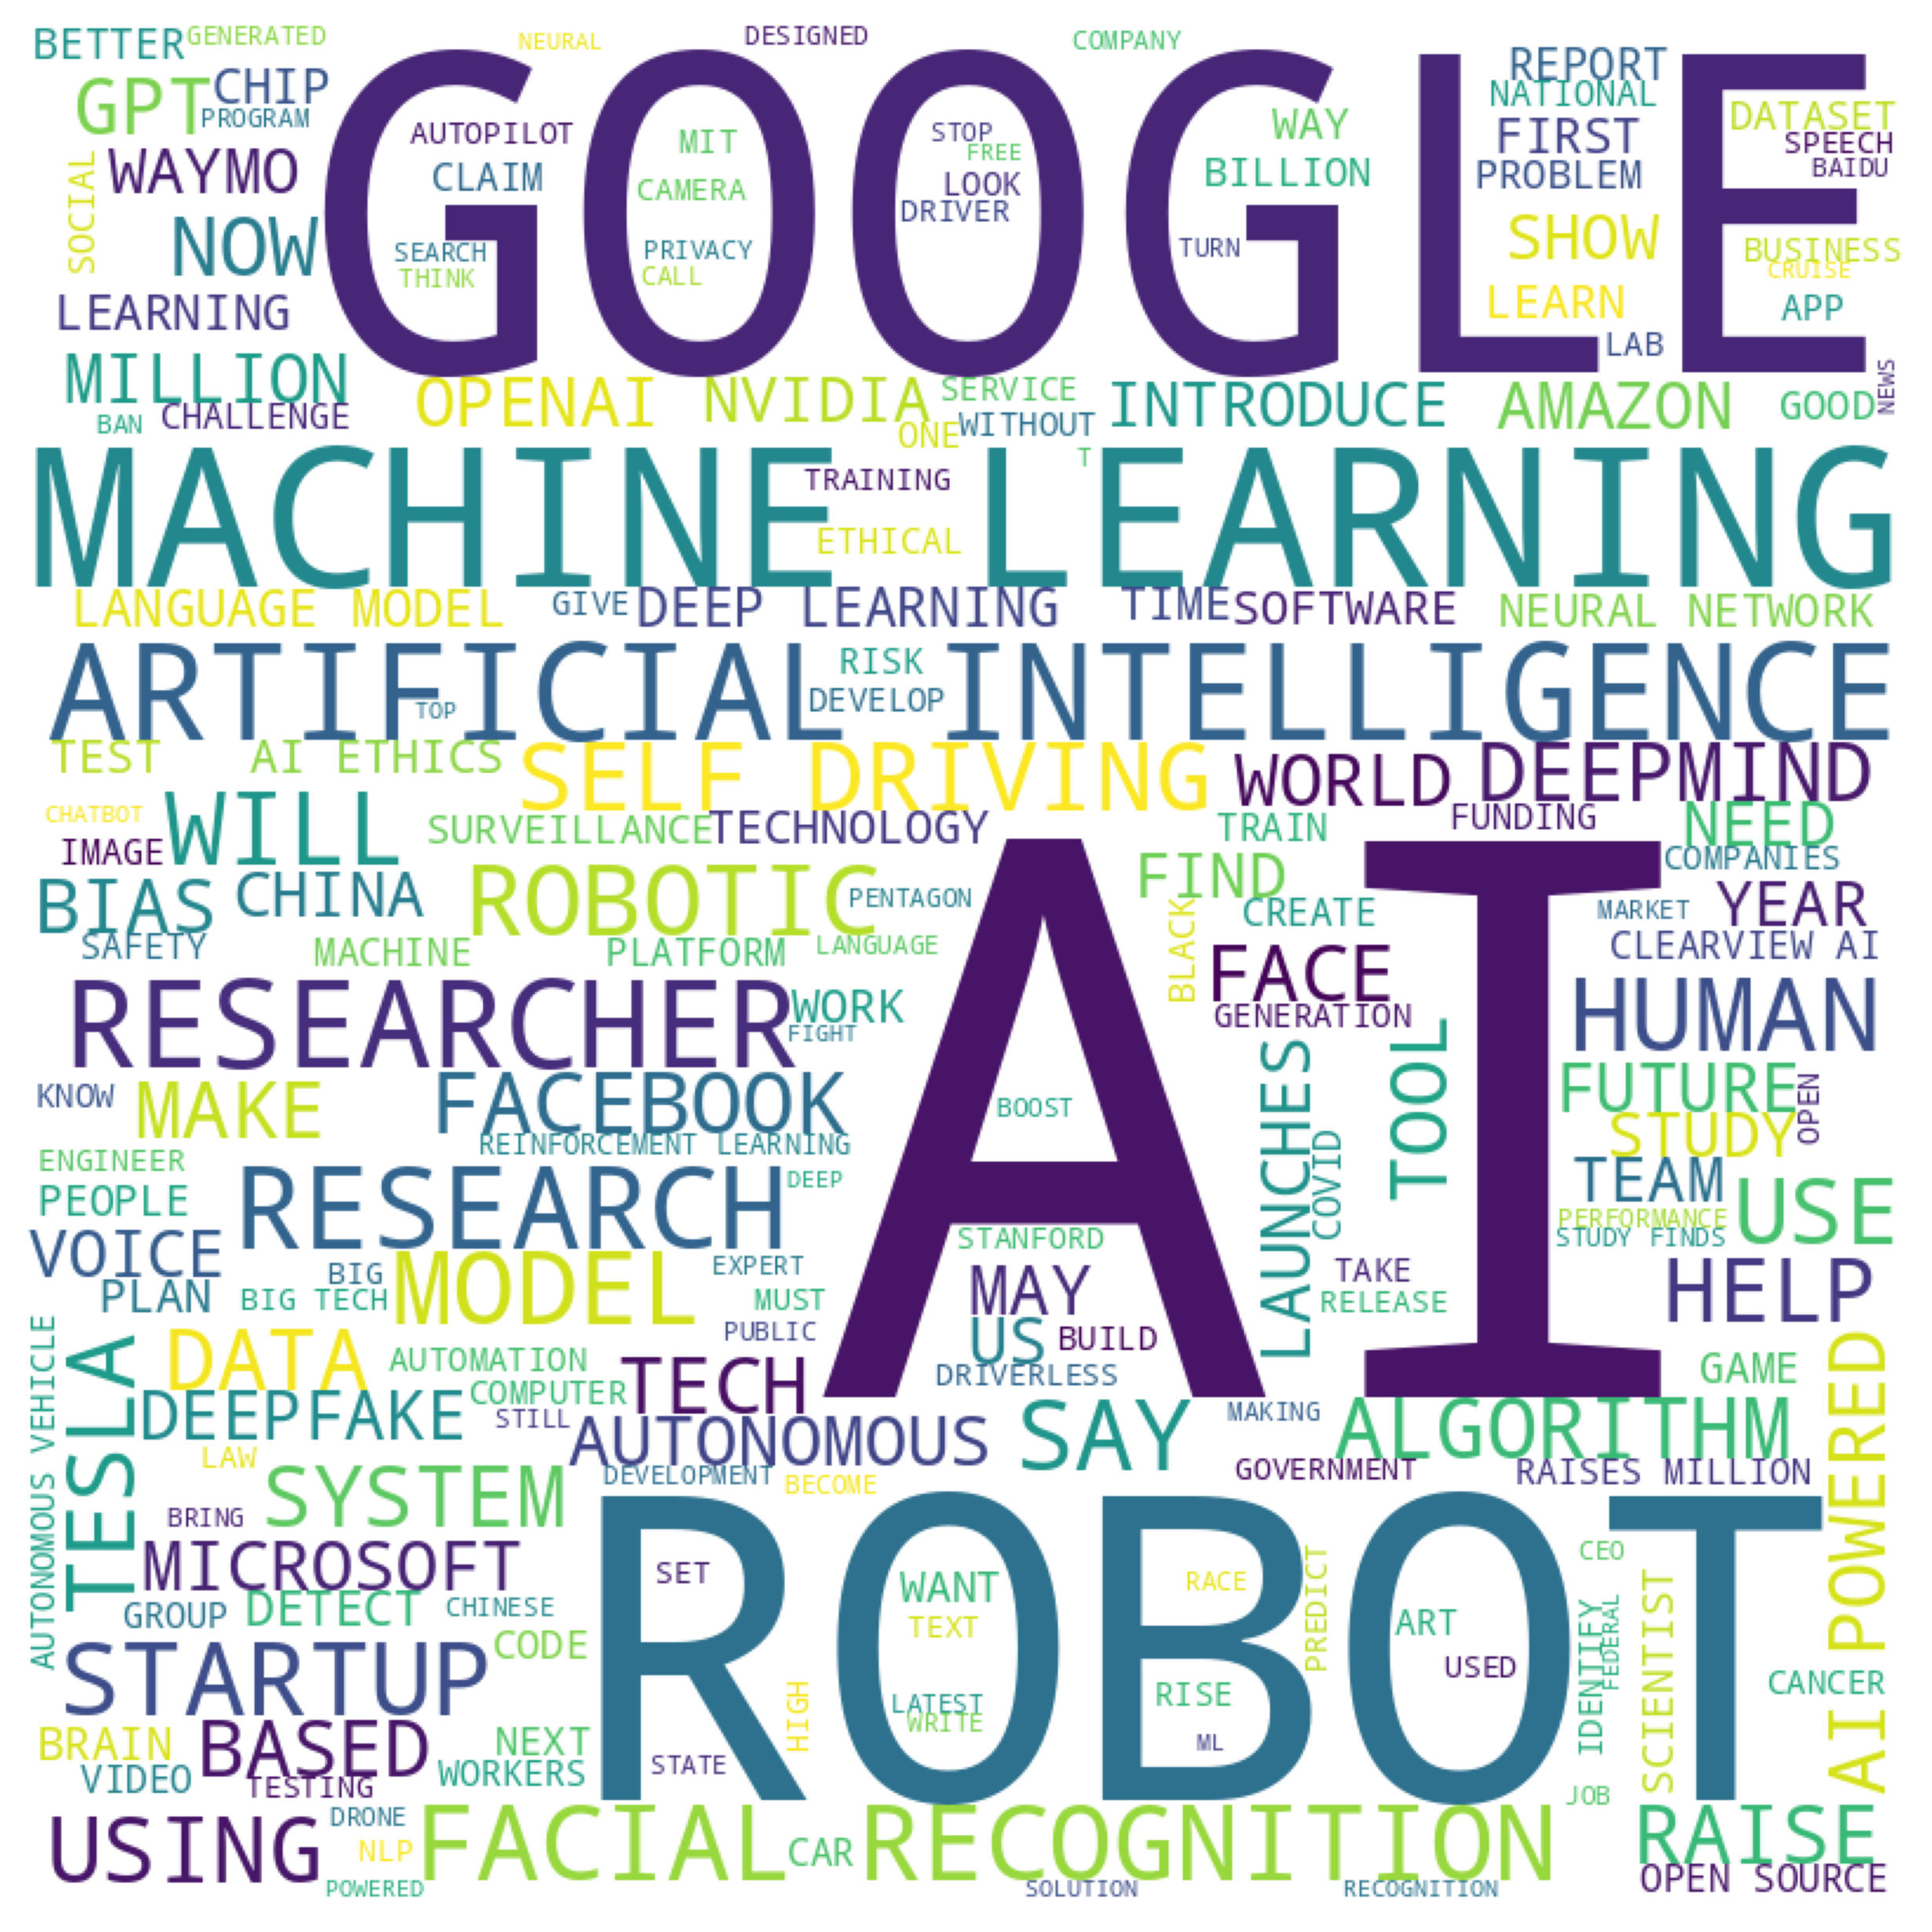 BETTER
GENERATED
NEURAL
DESIGNED
COMPANY
GPT
CHIP
PROGRAM
REPORT
NATIONAL
DATASET
GOOGLE
AUTOPILOT
MIT
STOP
FREE
WAY
FIRST
SPEECH
BAIDU
SOCIAL
WAYMO
CLAIM
CAMERA
LOOK
DRIVER
BILLION
PROBLEM
NOW
SEARCH
THINK
PRIVACY
CALL
TURN
SHOW
BUSINESS
CRUISE
LEARNING
LEARN
APP
LAB
MILLION
BAN
CHALLENGE
OPENAI
NVIDIA
SERVICE
ONE
WITHOUT
INTRODUCE
AMAZON
GOOD
NEWS
MACHINE LEARNING
TRAINING
T
ETHICAL
LANGUAGE MODEL
GIVE
DEEP LEARNING
TIME
SOFTWARE
NEURAL NETWORK
ARTIFICIAL INTELLIGENCE
TOP
RISK
DEVELOP
TEST
AI ETHICS
SELF DRIVING
WORLD
DEEPMIND
CHATBOT
IMAGE
WILL
SURVEILLANCE
TECHNOLOGY
TRAIN
FUNDING
NEED
COMPANIES
BIAS
CHINA
ROBOTIC
PENTAGON
FIND
CREATE
MARKET
YEAR
SAFETY
MACHINE
PLATFORM
LANGUAGE
AI
BLACK
FACE
GENERATION
CLEARVIEW AI
RESEARCHER
WORK
FIGHT
HUMAN
KNOW
MAKE
FACEBOOK
REINFORCEMENT LEARNING
BOOST
LAUNCHES
COVID
TOOL
FUTURE
STUDY
OPEN
ENGINEER
PEOPLE
RESEARCH
DEEP
TEAM
PERFORMANCE
STUDY FINDS
USE
VOICE
PLAN
BIG
BIG TECH
MODEL
EXPERT
MUST
PUBLIC
STANFORD
MAY
US
BUILD
DRIVERLESS
TAKE
RELEASE
HELP
AUTONOMOUS VEHICLE
TESLA
DATA
AUTOMATION
COMPUTER
TECH
GAME
AI POWERED
DEEPFAKE
STILL
AUTONOMOUS
SAY
MAKING
ALGORITHM
LAW
SYSTEM
DEVELOPMENT
BECOME
GOVERNMENT
RAISES MILLION
BRING
MICROSOFT
ROBOT
SET
WANT
TEXT
RACE
PREDICT
ART
USED
CEO
IDENTIFY
FEDERAL
SCIENTIST
GROUP
DETECT
CHINESE
STARTUP
CODE
HIGH
LATEST
WRITE
RISE
ML
CANCER
BRAIN
BASED
NEXT
VIDEO
TESTING
WORKERS
STATE
JOB
USING
DRONE
NLP
POWERED
FACIAL RECOGNITION
CAR
RAISE
OPEN SOURCE
SOLUTION
RECOGNITION